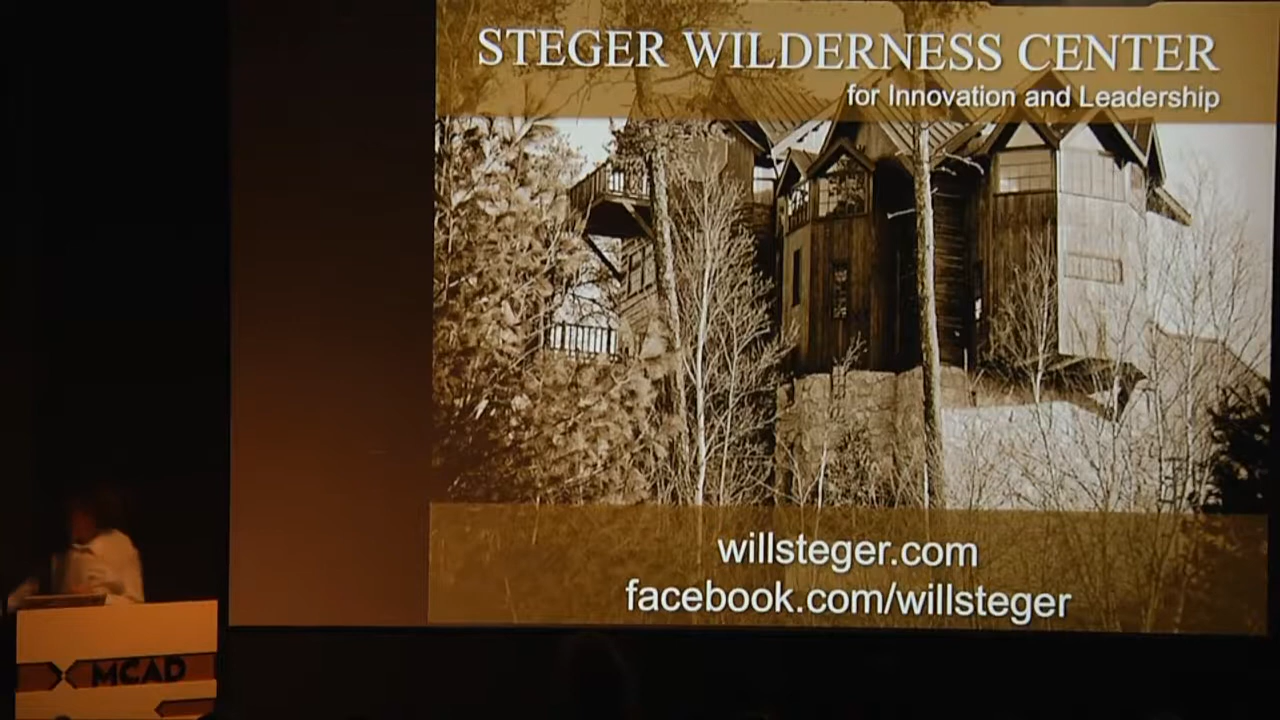 STEGER WILDERNESS CENTER
for Innovation and Leadership
willsteger.com
facebook.com/willsteger
MCAD